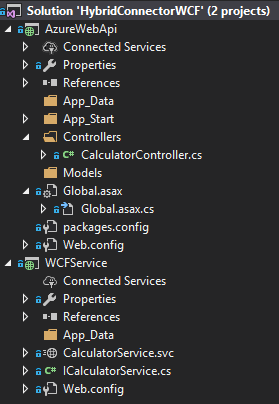 Solution 'HybridConnectorWCF' (2 projects)
AzureWebApi
Connected Services
Properties
References
App_Data
App_Start
Controllers
C# CalculatorController.cs
Models
Global.asax
Global.asax.cs
packages.config
Web.config
WCFService
Connected Services
Properties
References
App_Data
CalculatorService.svc
C# ICalculatorService.cs
Web.config